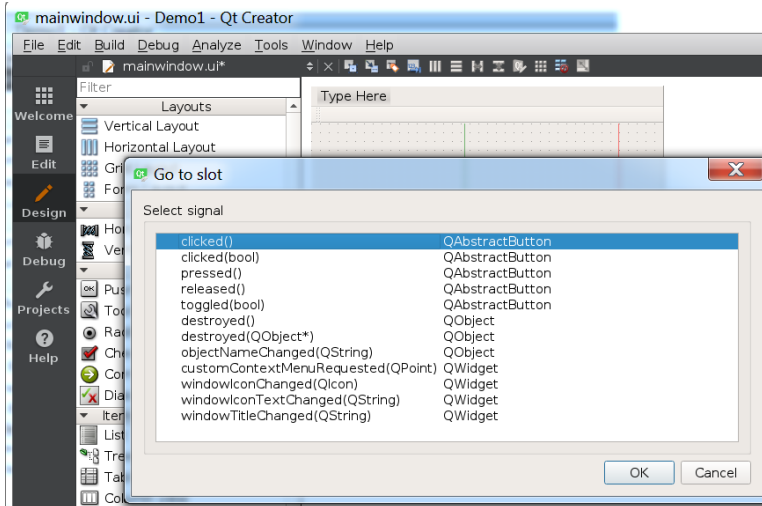 mainwindow.ui - Demo1 - Qt Creator
File Edit Build Debug Analyze Tools Window Help
mainwindow.ui*
Filter
Type Here
Welcome
Edit
Design
Debug
Projects
Help
Layouts
Vertical Layout
Horizontal Layout
Go to slot
Select signal
clicked() QAbstractButton
clicked(bool) QAbstractButton
pressed() QAbstractButton
released() QAbstractButton
toggled(bool) QAbstractButton
destroyed() QObject
destroyed(QObject*) QObject
objectNameChanged(QString) QObject
customContextMenuRequested(QPoint) QWidget
windowIconChanged(QIcon) QWidget
windowIconTextChanged(QString) QWidget
windowTitleChanged(QString) QWidget
OK Cancel